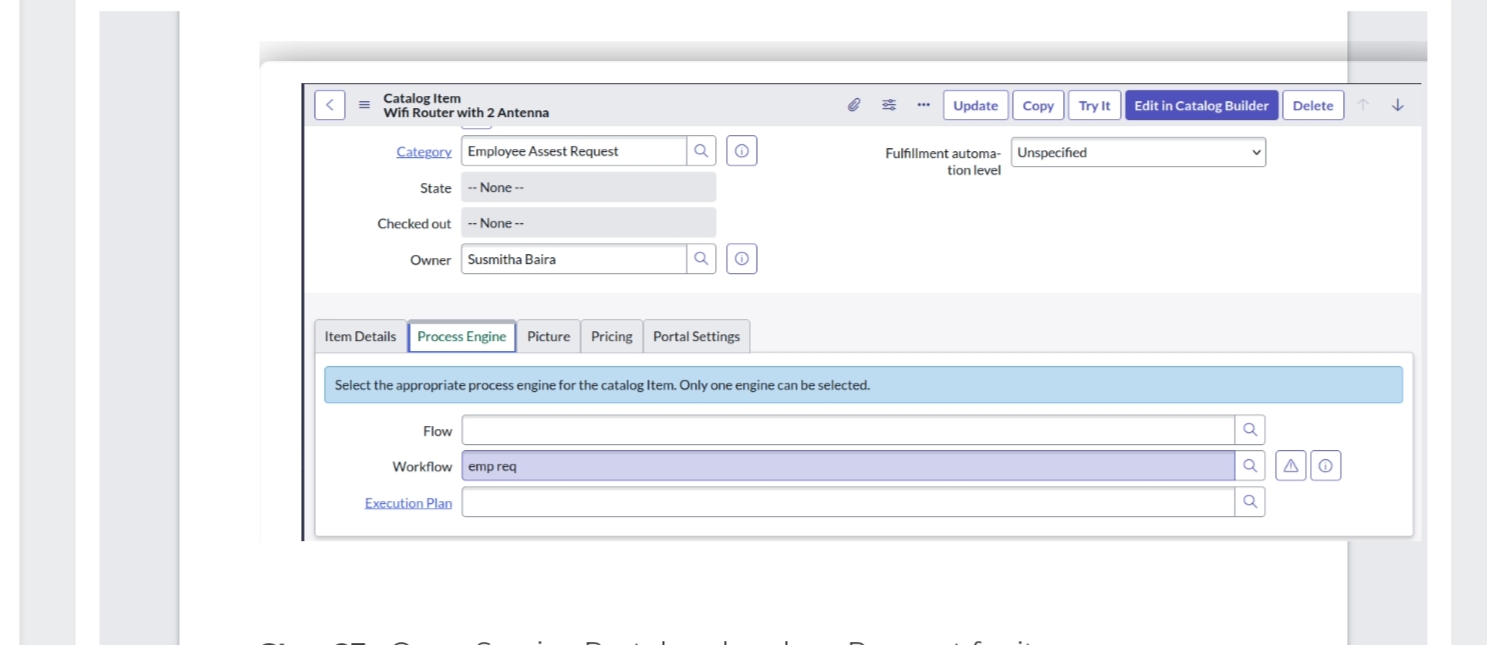 Catalog Item
Wifi Router with 2 Antenna
Update Copy Try It Edit in Catalog Builder Delete
Category Employee Assest Request
Fulfillment automa-
tion level Unspecified
State -- None --
Checked out -- None --
Owner Susmitha Baira
Item Details Process Engine Picture Pricing Portal Settings
Select the appropriate process engine for the catalog Item. Only one engine can be selected.
Flow
Workflow emp req
Execution Plan